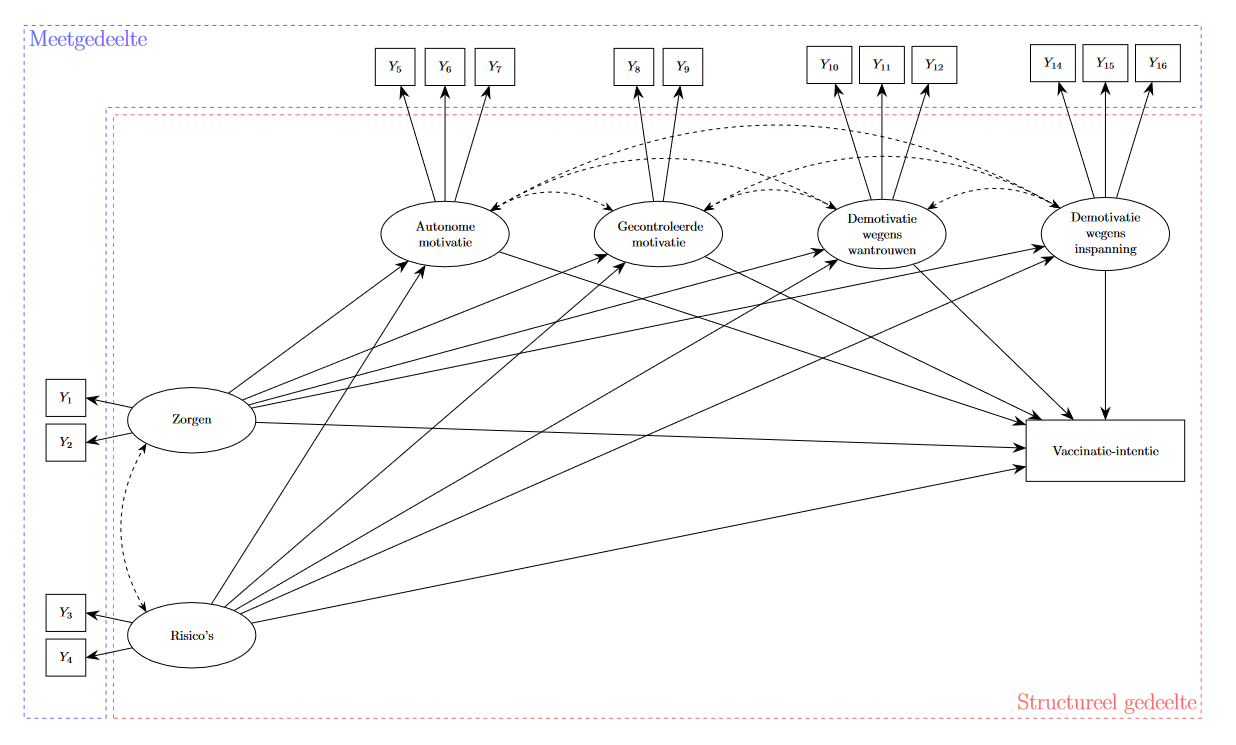 Meetgedeelte
Y5 Y6 Y7 Y8 Y9 Y10 Y11 Y12 Y14 Y15 Y16
Autonome
motivatie
Gecontroleerde
motivatie
Demotivatie
wegens
wantrouwen
Demotivatie
wegens
inspanning
Y1
Y2
Zorgen
Vaccinatie-intentie
Y3
Y4
Risico's
Structureel gedeelte